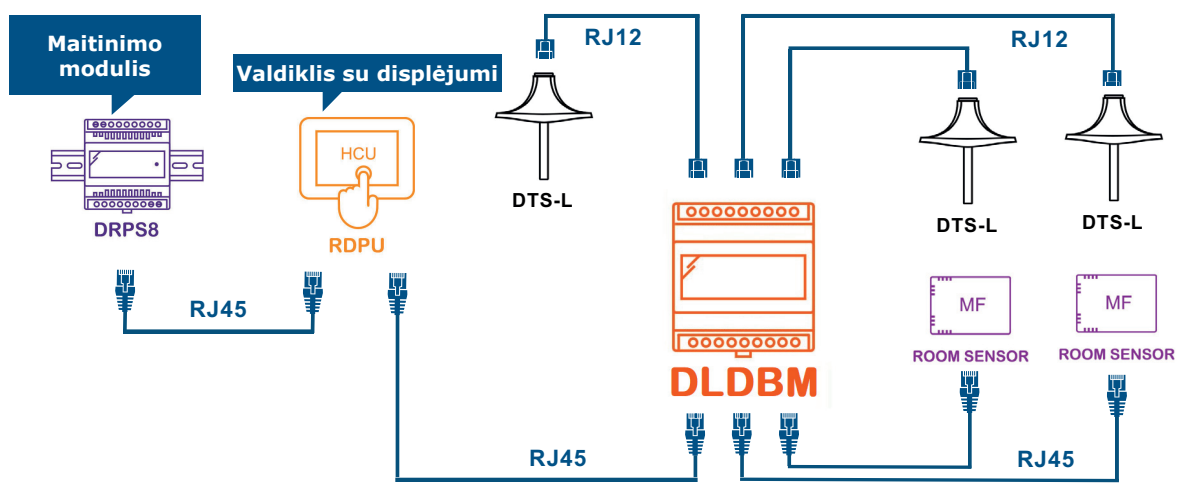 Maitinimo
modulis
Valdiklis su displėjumi
RJ12
RJ12
HCU
DTS-L
DTS-L
DTS-L
DRPS8
RDPU
RJ45
MF
MF
ROOM SENSOR
ROOM SENSOR
DLDBM
RJ45
RJ45